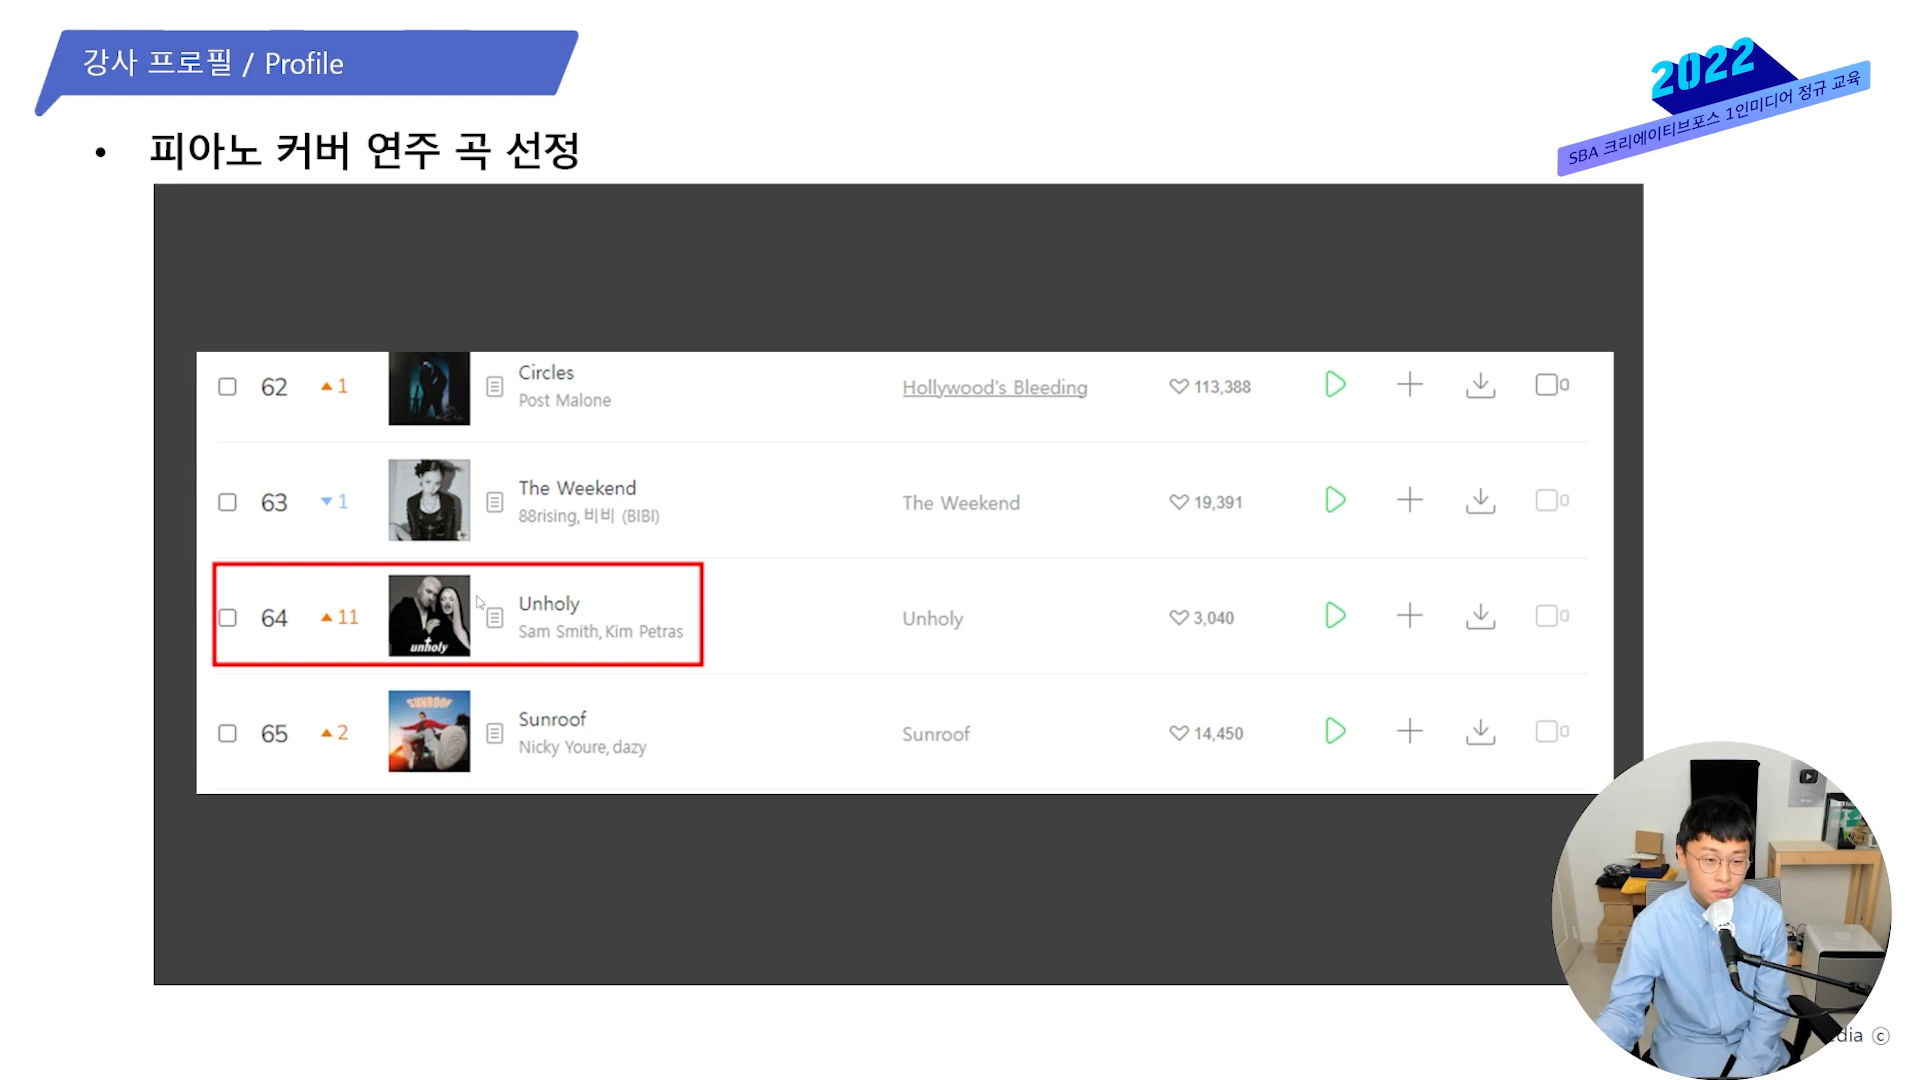 강사 프로필 / Profile
2022
SBA 크리에이티브포스 1인미디어 정규 교육
• 피아노 커버 연주 곡 선정
62 ▲ 1 Circles Hollywood's Bleeding 113,388
Post Malone
63 ▼ 1 The Weekend The Weekend 19,391
88rising, 비비 (BIBI)
64 ▲ 11 unholy Unholy Unholy 3,040
Sam Smith, Kim Petras
65 ▲ 2 SUNROOF Sunroof Sunroof 14,450
Nicky Youre, dazy
dia ⓒ